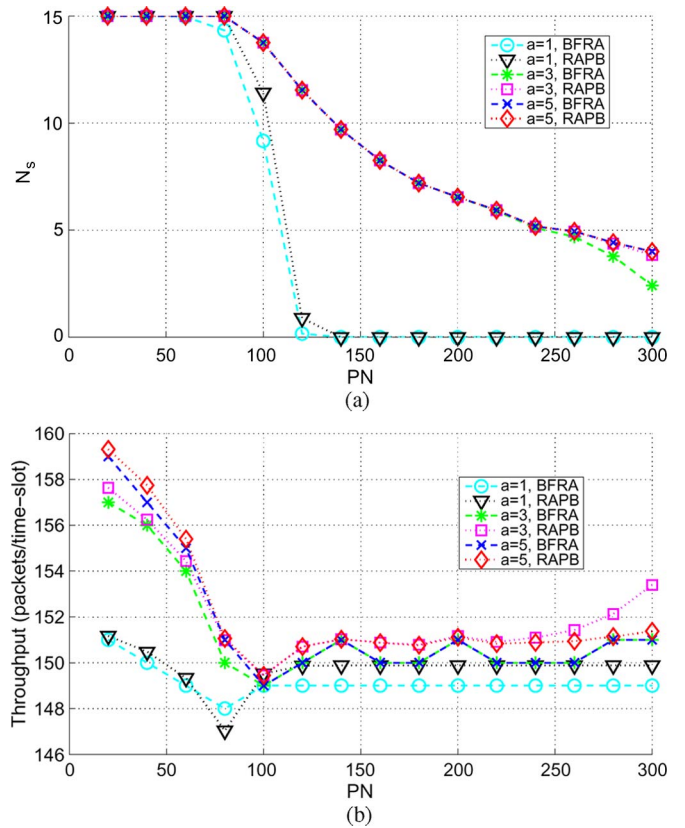 15
10
5
0
N_s
a=1, BFRA
a=1, RAPB
a=3, BFRA
a=3, RAPB
a=5, BFRA
a=5, RAPB
0 50 100 150 200 250 300
PN
(a)
160
158
156
154
152
150
148
146
Throughput (packets/time−slot)
a=1, BFRA
a=1, RAPB
a=3, BFRA
a=3, RAPB
a=5, BFRA
a=5, RAPB
0 50 100 150 200 250 300
PN
(b)